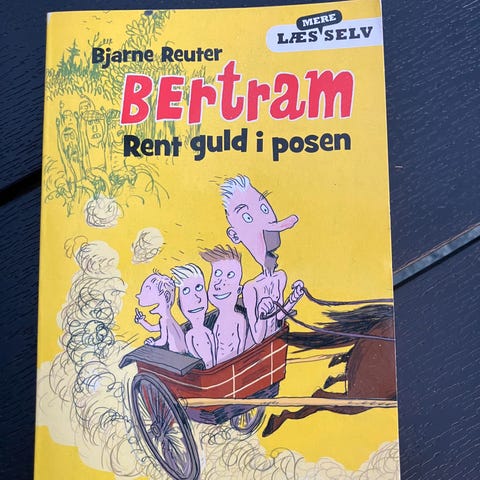 MERE
LÆS SELV
Bjarne Reuter
BErtram
Rent guld i posen